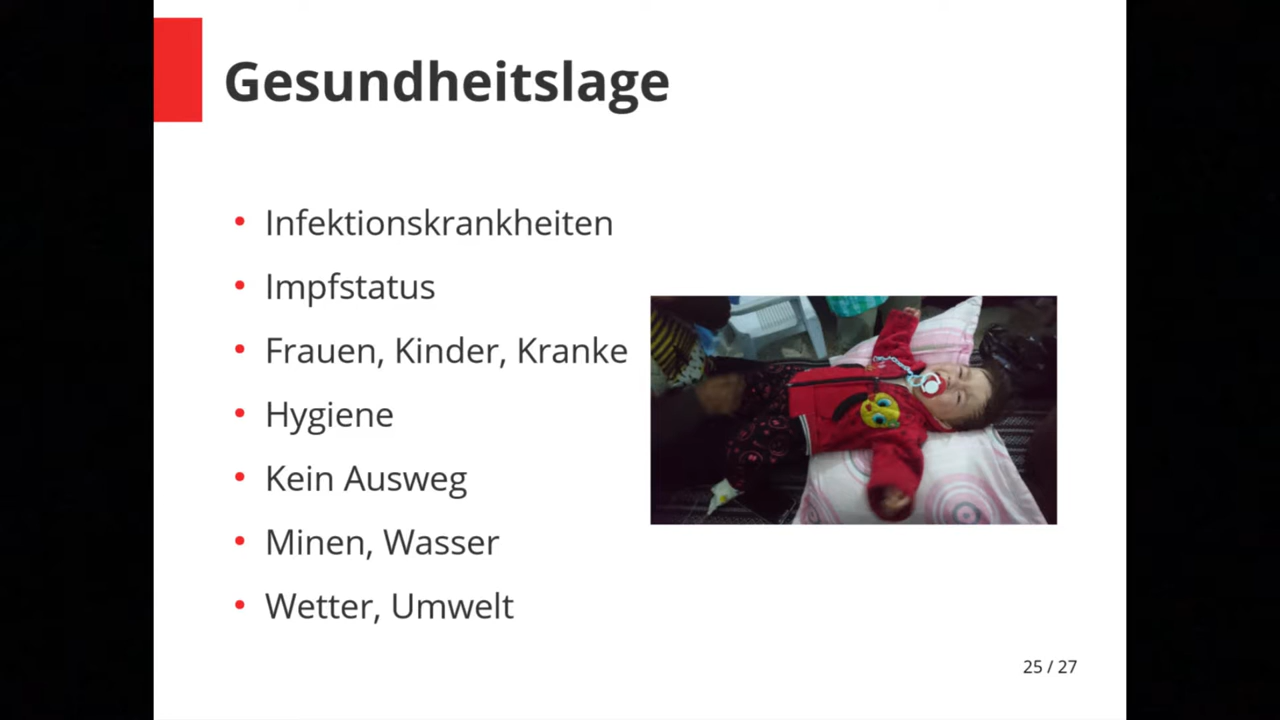 Gesundheitslage
• Infektionskrankheiten
• Impfstatus
• Frauen, Kinder, Kranke
• Hygiene
• Kein Ausweg
• Minen, Wasser
• Wetter, Umwelt
25 / 27